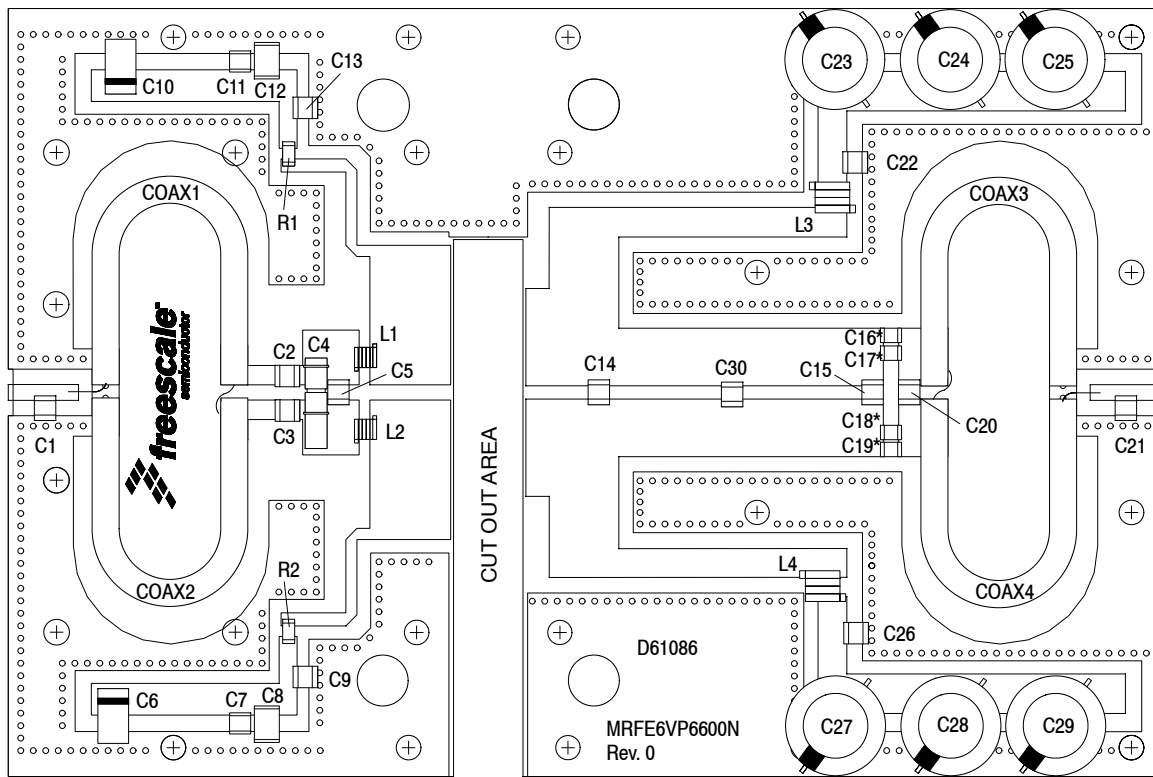 C10
C11
C12
C13
C23
C24
C25
C22
COAX1
R1
L3
COAX3
freescale™
semiconductor
L1
C2
C4
C5
C14
C30
C15
C16*
C17*
C1
C3
L2
C18*
C19*
C20
C21
CUT OUT AREA
COAX2
R2
L4
COAX4
C26
D61086
C6
C7
C8
C9
MRFE6VP6600N
Rev. 0
C27
C28
C29